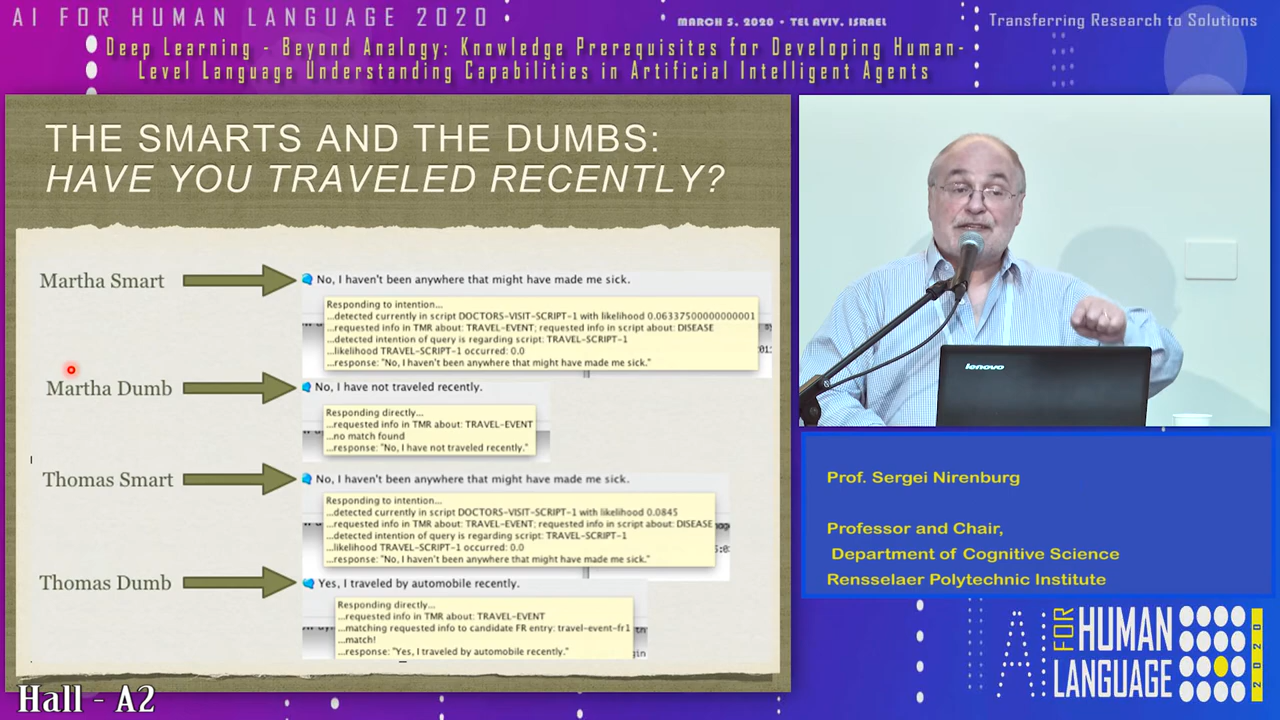 AI FOR HUMAN LANGUAGE 2020
MARCH 5, 2020 • TEL AVIV, ISRAEL
Transferring Research to Solutions
Deep Learning - Beyond Analogy: Knowledge Prerequisites for Developing Human-
Level Language Understanding Capabilities in Artificial Intelligent Agents
THE SMARTS AND THE DUMBS:
HAVE YOU TRAVELED RECENTLY?
Martha Smart
No, I haven't been anywhere that might have made me sick.
Responding to intention...
...detected currently in script DOCTORS-VISIT-SCRIPT-1 with likelihood 0.06337500000000001
...requested info in TMR about: TRAVEL-EVENT; requested info in script about: DISEASE
...detected intention of query is regarding script: TRAVEL-SCRIPT-1
...likelihood TRAVEL-SCRIPT-1 occurred: 0.0
...response: "No, I haven't been anywhere that might have made me sick."
Martha Dumb
No, I have not traveled recently.
Responding directly...
...requested info in TMR about: TRAVEL-EVENT
...no match found
...response: "No, I have not traveled recently."
Thomas Smart
No, I haven't been anywhere that might have made me sick.
Responding to intention...
...detected currently in script DOCTORS-VISIT-SCRIPT-1 with likelihood 0.0845
...requested info in TMR about: TRAVEL-EVENT; requested info in script about: DISEASE
...detected intention of query is regarding script: TRAVEL-SCRIPT-1
...likelihood TRAVEL-SCRIPT-1 occurred: 0.0
...response: "No, I haven't been anywhere that might have made me sick."
Thomas Dumb
Yes, I traveled by automobile recently.
Responding directly...
...requested info in TMR about: TRAVEL-EVENT
...matching requested info to candidate FR entry: travel-event-fr1
...match!
...response: "Yes, I traveled by automobile recently."
lenovo
Prof. Sergei Nirenburg
Professor and Chair,
Department of Cognitive Science
Rensselaer Polytechnic Institute
Hall - A2
AI FOR HUMAN
LANGUAGE 2020